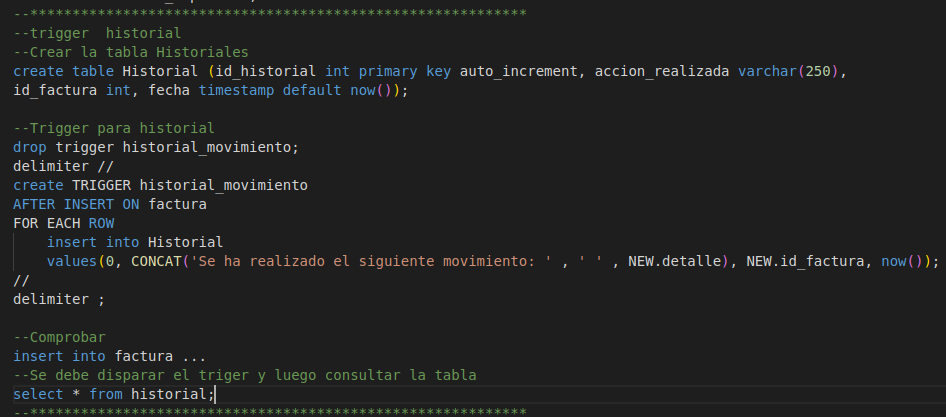 --***********************************************************
--trigger  historial
--Crear la tabla Historiales
create table Historial (id_historial int primary key auto_increment, accion_realizada varchar(250),
id_factura int, fecha timestamp default now());
--Trigger para historial
drop trigger historial_movimiento;
delimiter //
create TRIGGER historial_movimiento
AFTER INSERT ON factura
FOR EACH ROW
    insert into Historial
    values(0, CONCAT('Se ha realizado el siguiente movimiento: ' , ' ' , NEW.detalle), NEW.id_factura, now());
//
delimiter ;
--Comprobar
insert into factura ...
--Se debe disparar el triger y luego consultar la tabla
select * from historial;
--***********************************************************